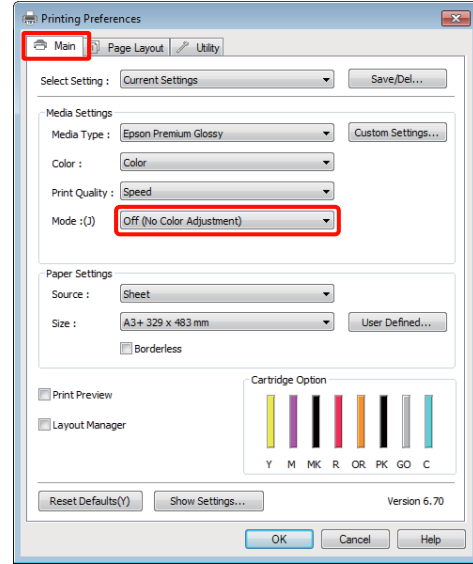 Printing Preferences
Main Page Layout Utility
Select Setting : Current Settings Save/Del...
Media Settings
Media Type : Epson Premium Glossy Custom Settings...
Color : Color
Print Quality : Speed
Mode :(J) Off (No Color Adjustment)
Paper Settings
Source : Sheet
Size : A3+ 329 x 483 mm User Defined...
Borderless
Print Preview
Layout Manager
Cartridge Option
Y M MK R OR PK GO C
Reset Defaults(Y) Show Settings... Version 6.70
OK Cancel Help